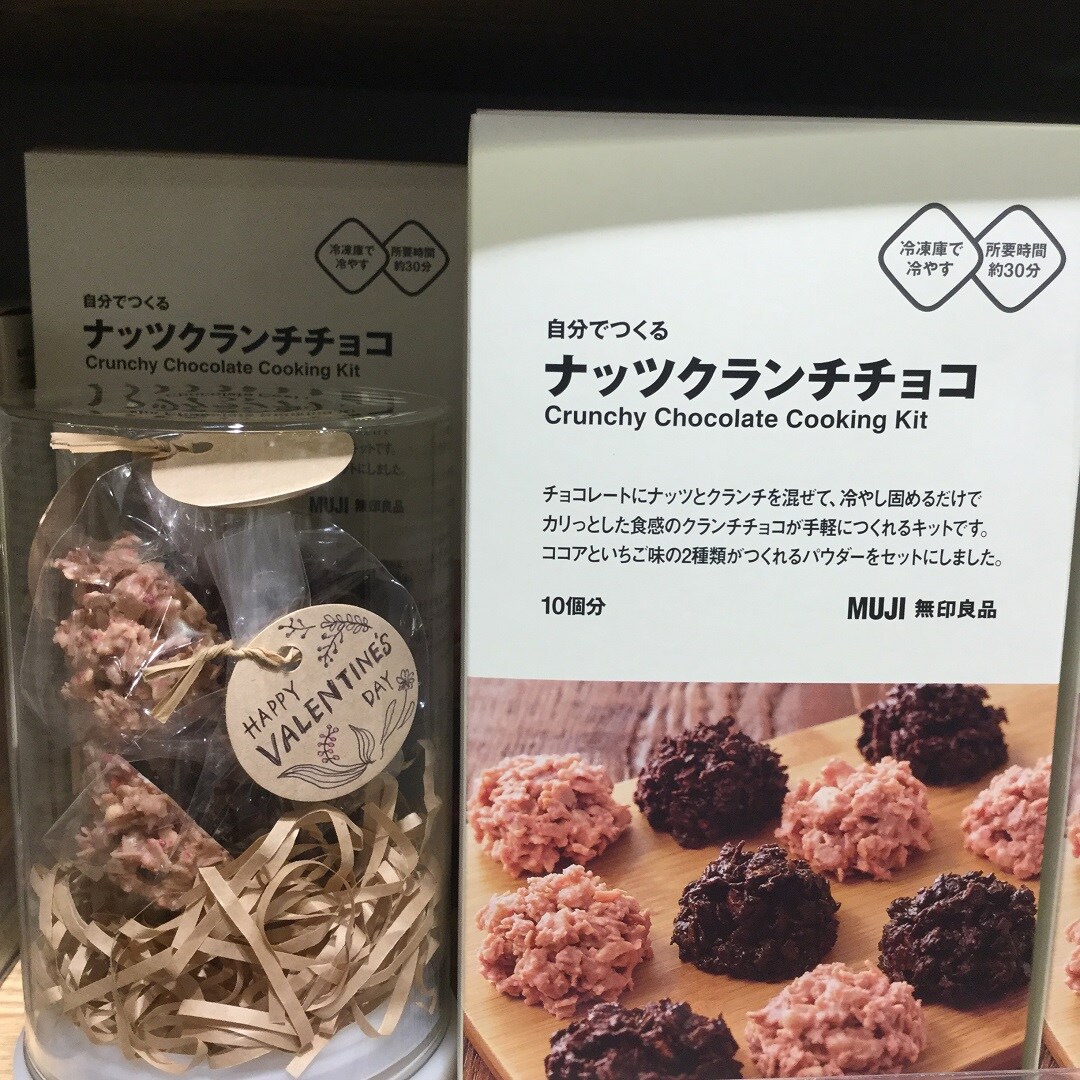 冷凍庫で
冷やす
所要時間
約30分
自分でつくる
ナッツクランチチョコ
Crunchy Chocolate Cooking Kit
HAPPY
VALENTINE'S
DAY
冷凍庫で
冷やす
所要時間
約30分
自分でつくる
ナッツクランチチョコ
Crunchy Chocolate Cooking Kit
チョコレートにナッツとクランチを混ぜて、冷やし固めるだけで
カリっとした食感のクランチチョコが手軽につくれるキットです。
ココアといちご味の2種類がつくれるパウダーをセットにしました。
10個分
MUJI 無印良品